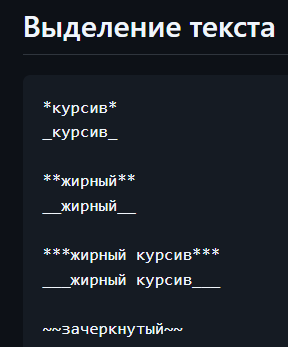 Выделение текста
*курсив*
_курсив_
**жирный**
__жирный__
***жирный курсив***
___жирный курсив___
~~зачеркнутый~~